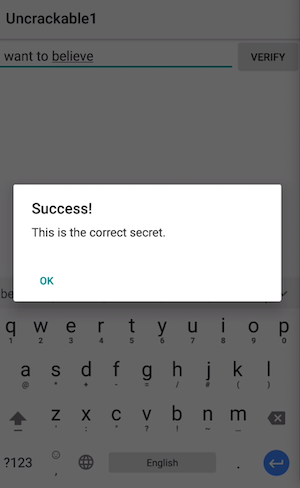 Uncrackable1
want to believe
VERIFY
Success!
This is the correct secret.
OK
be
q w e r t y u i o p
1 2 3 4 5 6 7 8 9 0
a s d f g h j k l
@ * + - = / # ( )
z x c v b n m
' : " ? ! ~ …
?123 , English .